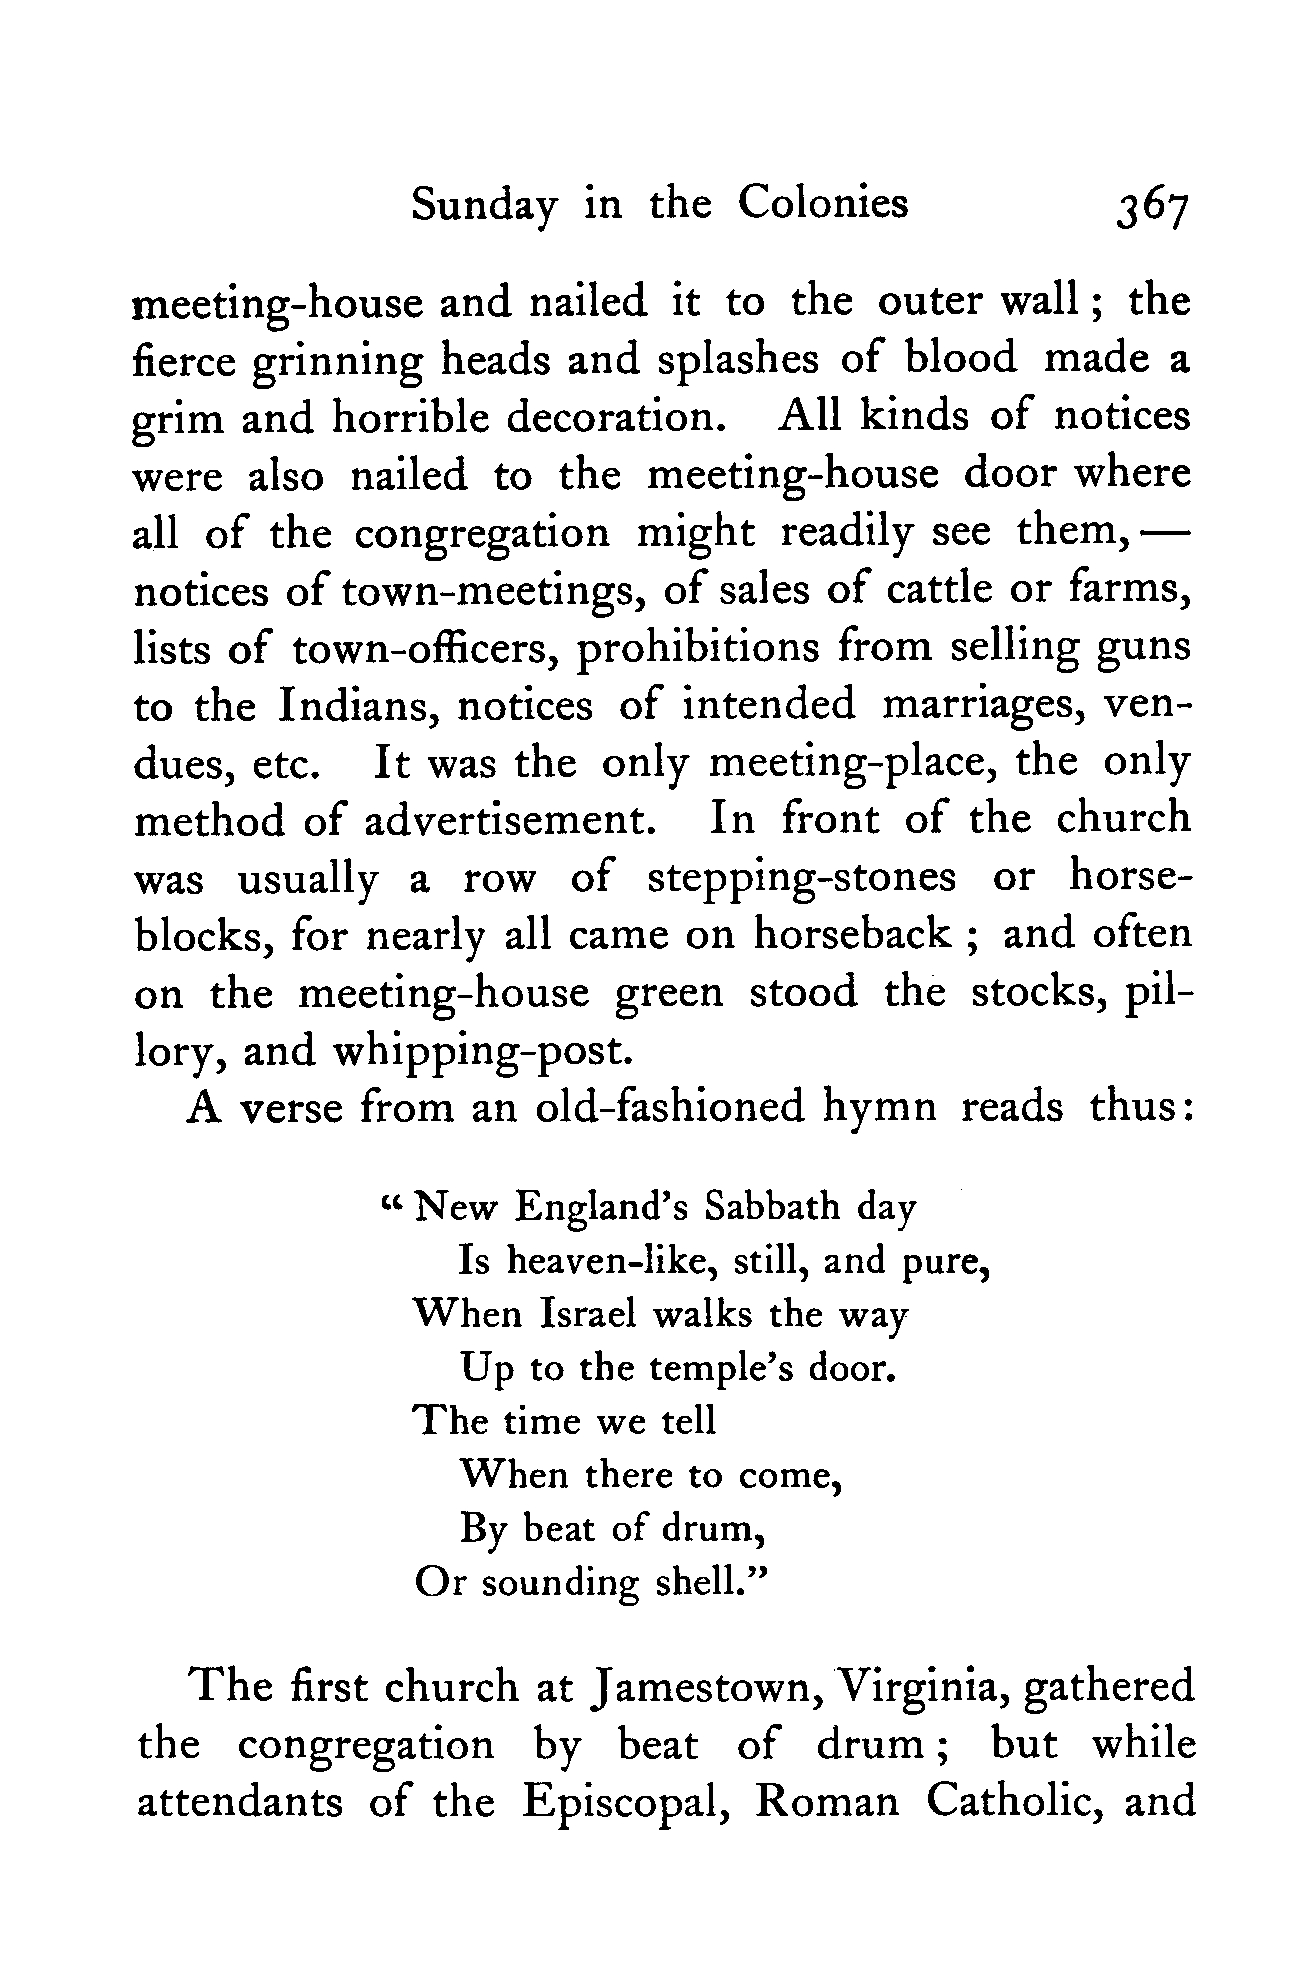 Sunday in the Colonies 367
meeting-house and nailed it to the outer wall ; the
fierce grinning heads and splashes of blood made a
grim and horrible decoration. All kinds of notices
were also nailed to the meeting-house door where
all of the congregation might readily see them, —
notices of town-meetings, of sales of cattle or farms,
lists of town-officers, prohibitions from selling guns
to the Indians, notices of intended marriages, ven-
dues, etc. It was the only meeting-place, the only
method of advertisement. In front of the church
was usually a row of stepping-stones or horse-
blocks, for nearly all came on horseback ; and often
on the meeting-house green stood the stocks, pil-
lory, and whipping-post.
A verse from an old-fashioned hymn reads thus:
“ New England’s Sabbath day
Is heaven-like, still, and pure,
When Israel walks the way
Up to the temple’s door.
The time we tell
When there to come,
By beat of drum,
Or sounding shell.”
The first church at Jamestown, Virginia, gathered
the congregation by beat of drum ; but while
attendants of the Episcopal, Roman Catholic, and